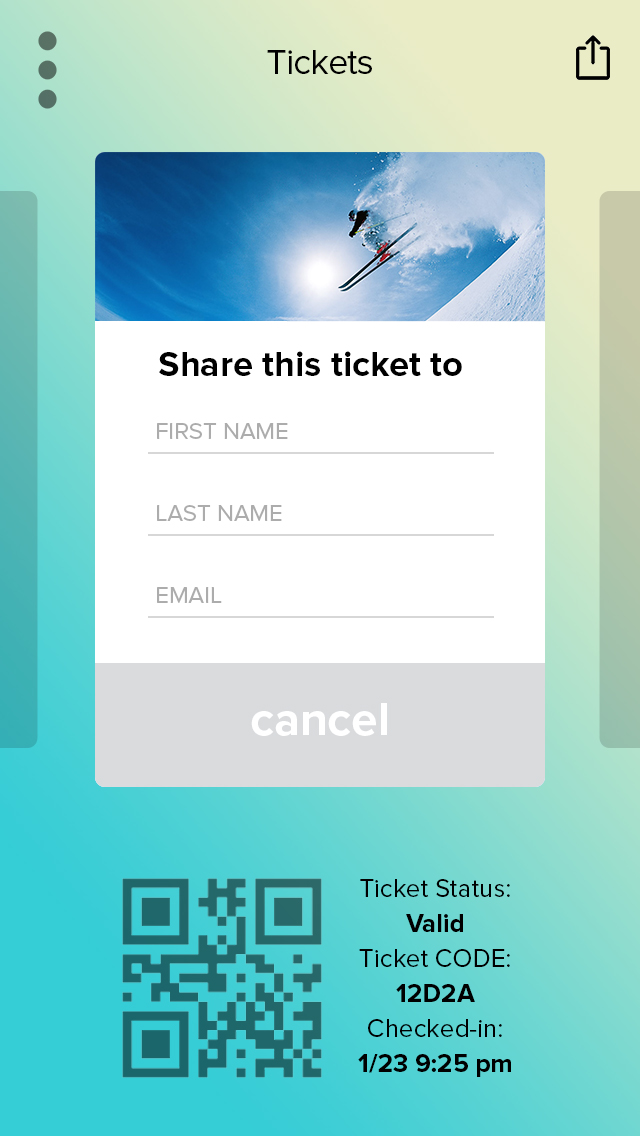 Tickets
Share this ticket to
FIRST NAME
LAST NAME
EMAIL
cancel
Ticket Status:
Valid
Ticket CODE:
12D2A
Checked-in:
1/23 9:25 pm